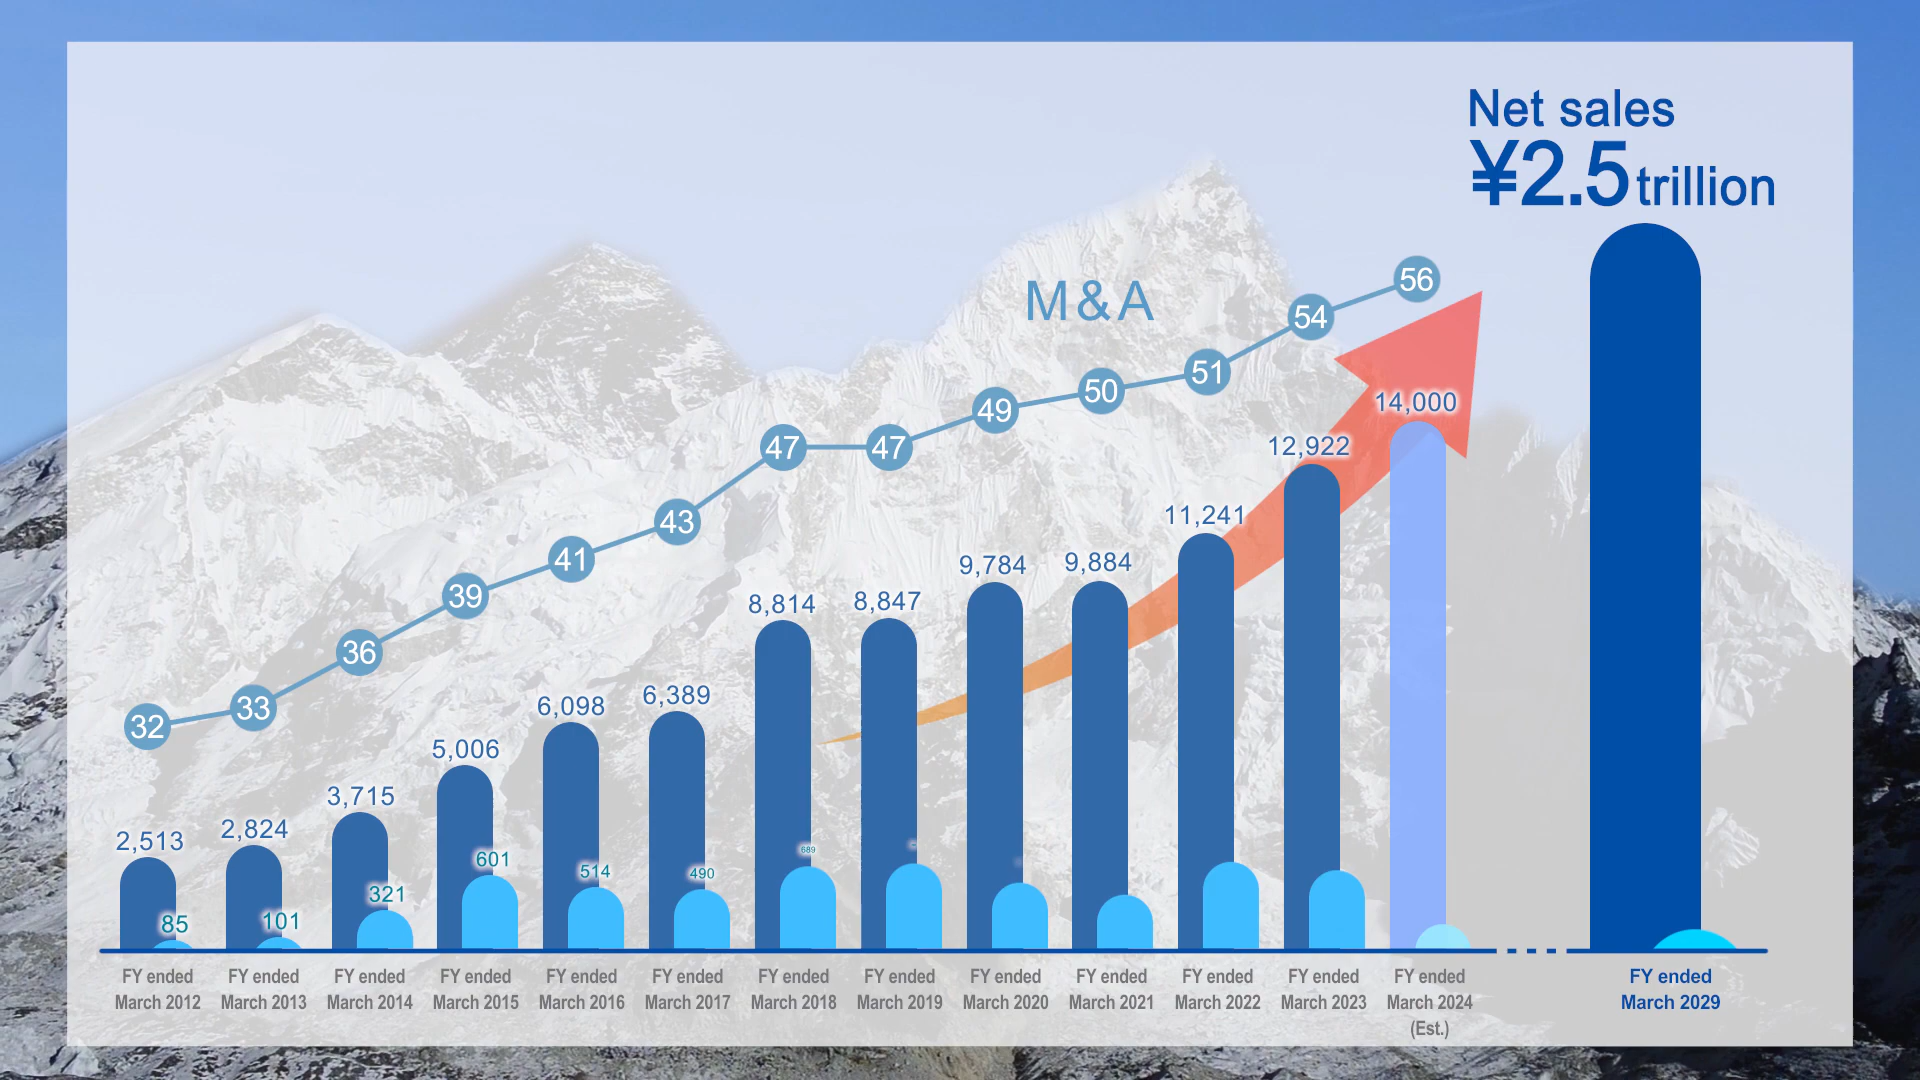 Net sales
¥2.5 trillion
M&A
32
33
36
39
41
43
47
47
49
50
51
54
56
2,513
2,824
3,715
5,006
6,098
6,389
8,814
8,847
9,784
9,884
11,241
12,922
14,000
85
101
321
601
514
490
689
FY ended
March 2012
FY ended
March 2013
FY ended
March 2014
FY ended
March 2015
FY ended
March 2016
FY ended
March 2017
FY ended
March 2018
FY ended
March 2019
FY ended
March 2020
FY ended
March 2021
FY ended
March 2022
FY ended
March 2023
FY ended
March 2024
(Est.)
FY ended
March 2029